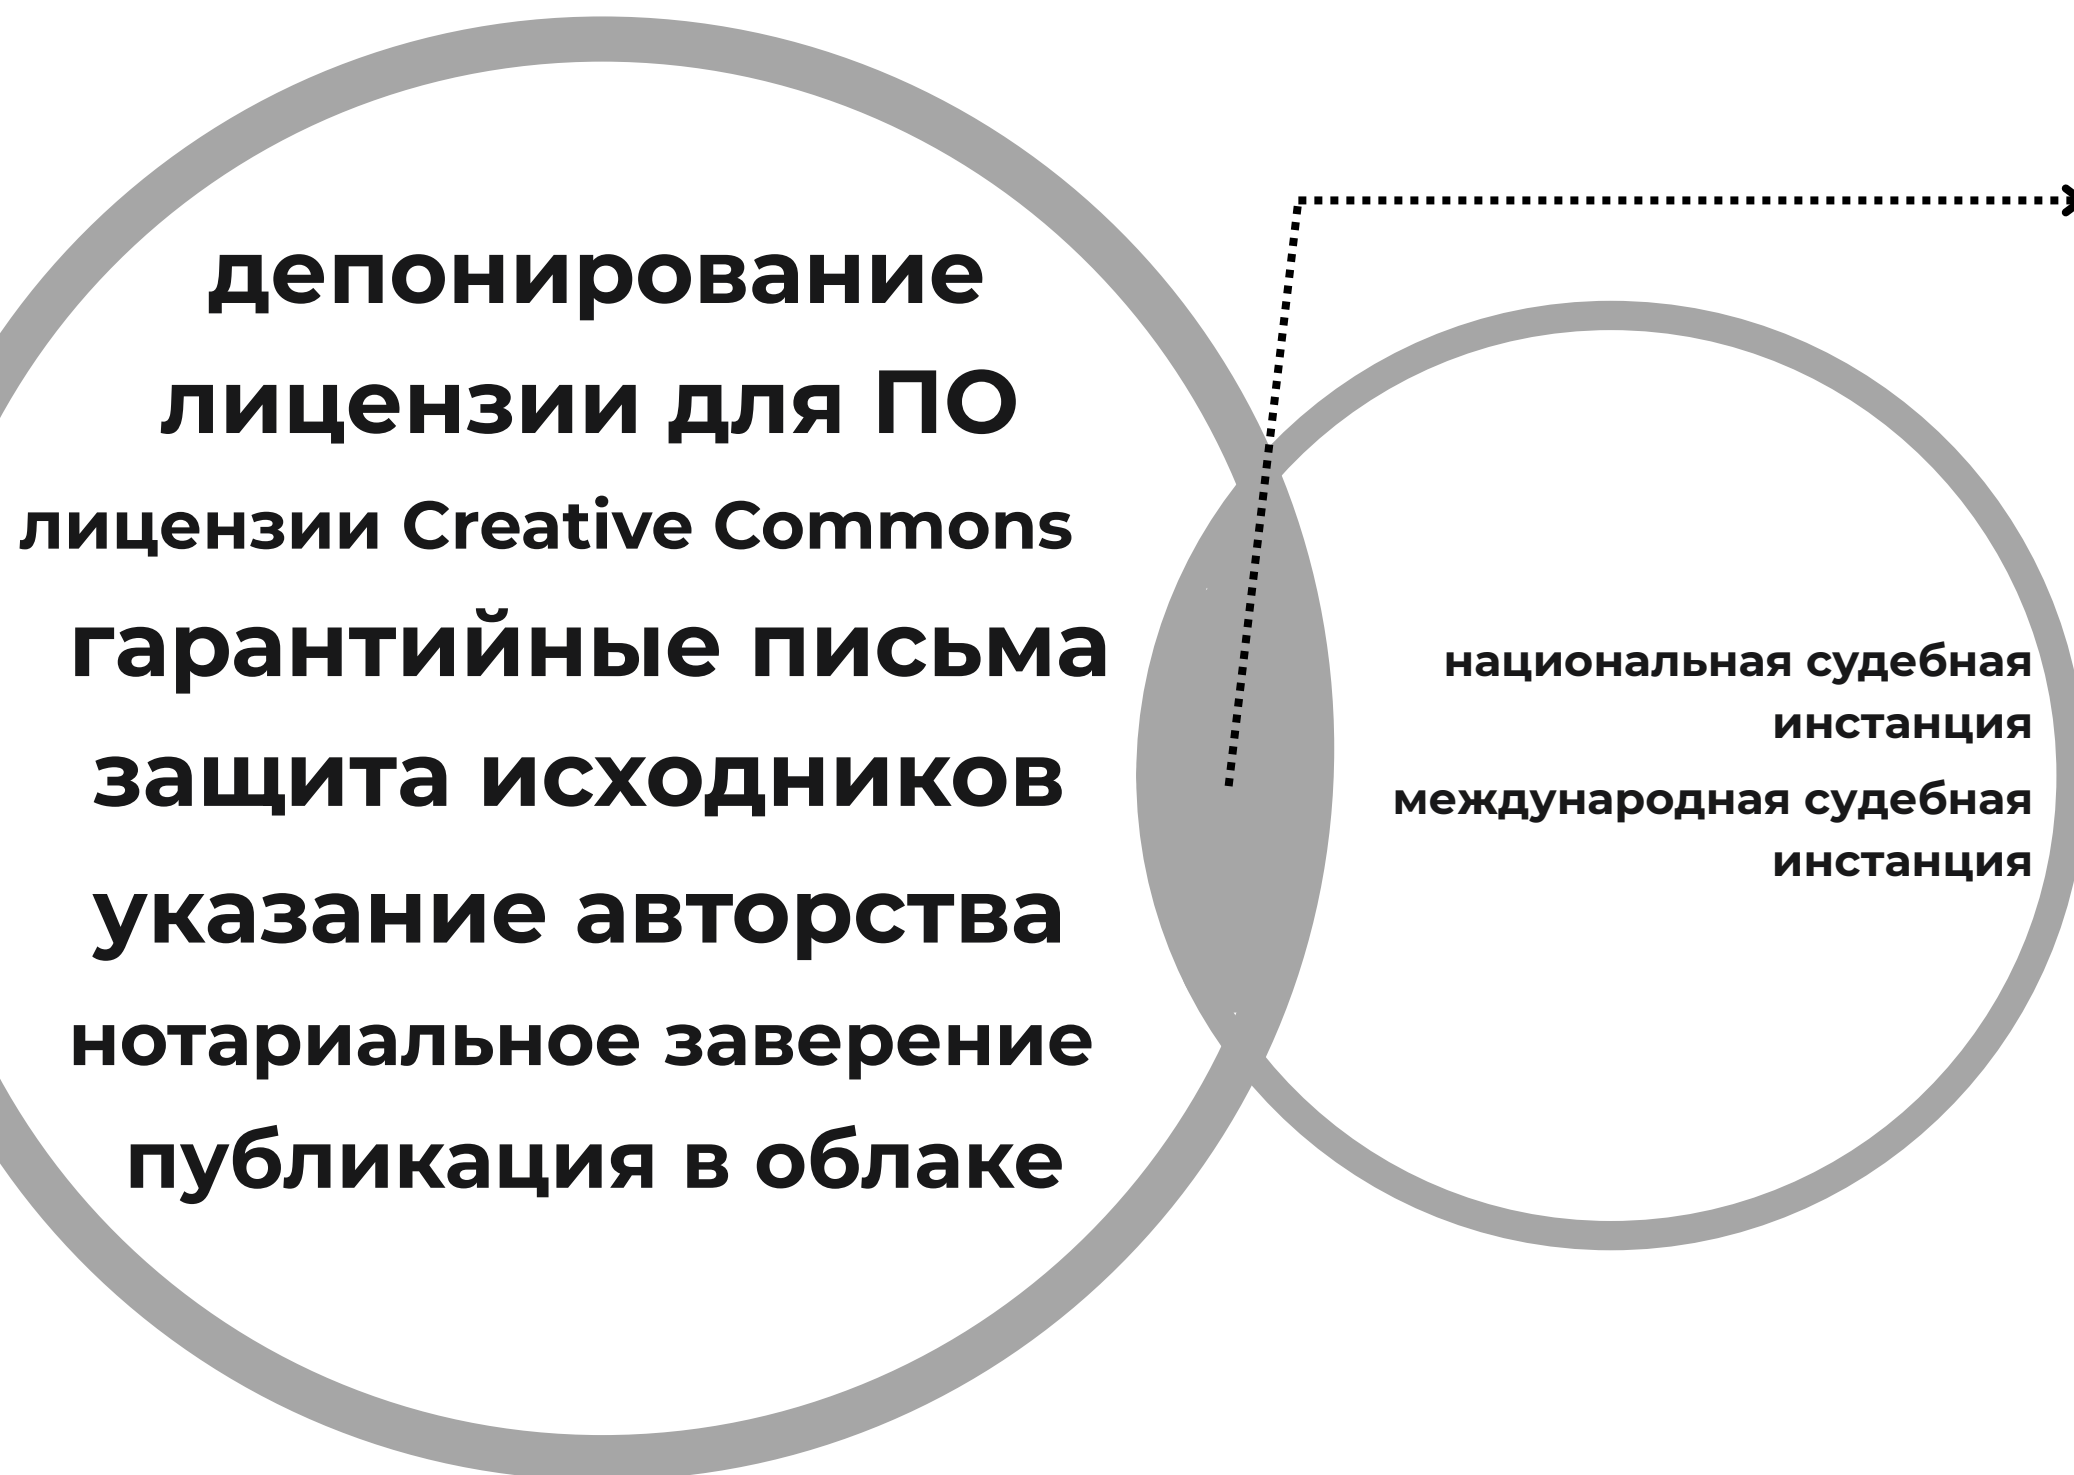 депонирование
лицензии для ПО
лицензии Creative Commons
гарантийные письма
защита исходников
указание авторства
нотариальное заверение
публикация в облаке
национальная судебная
инстанция
международная судебная
инстанция